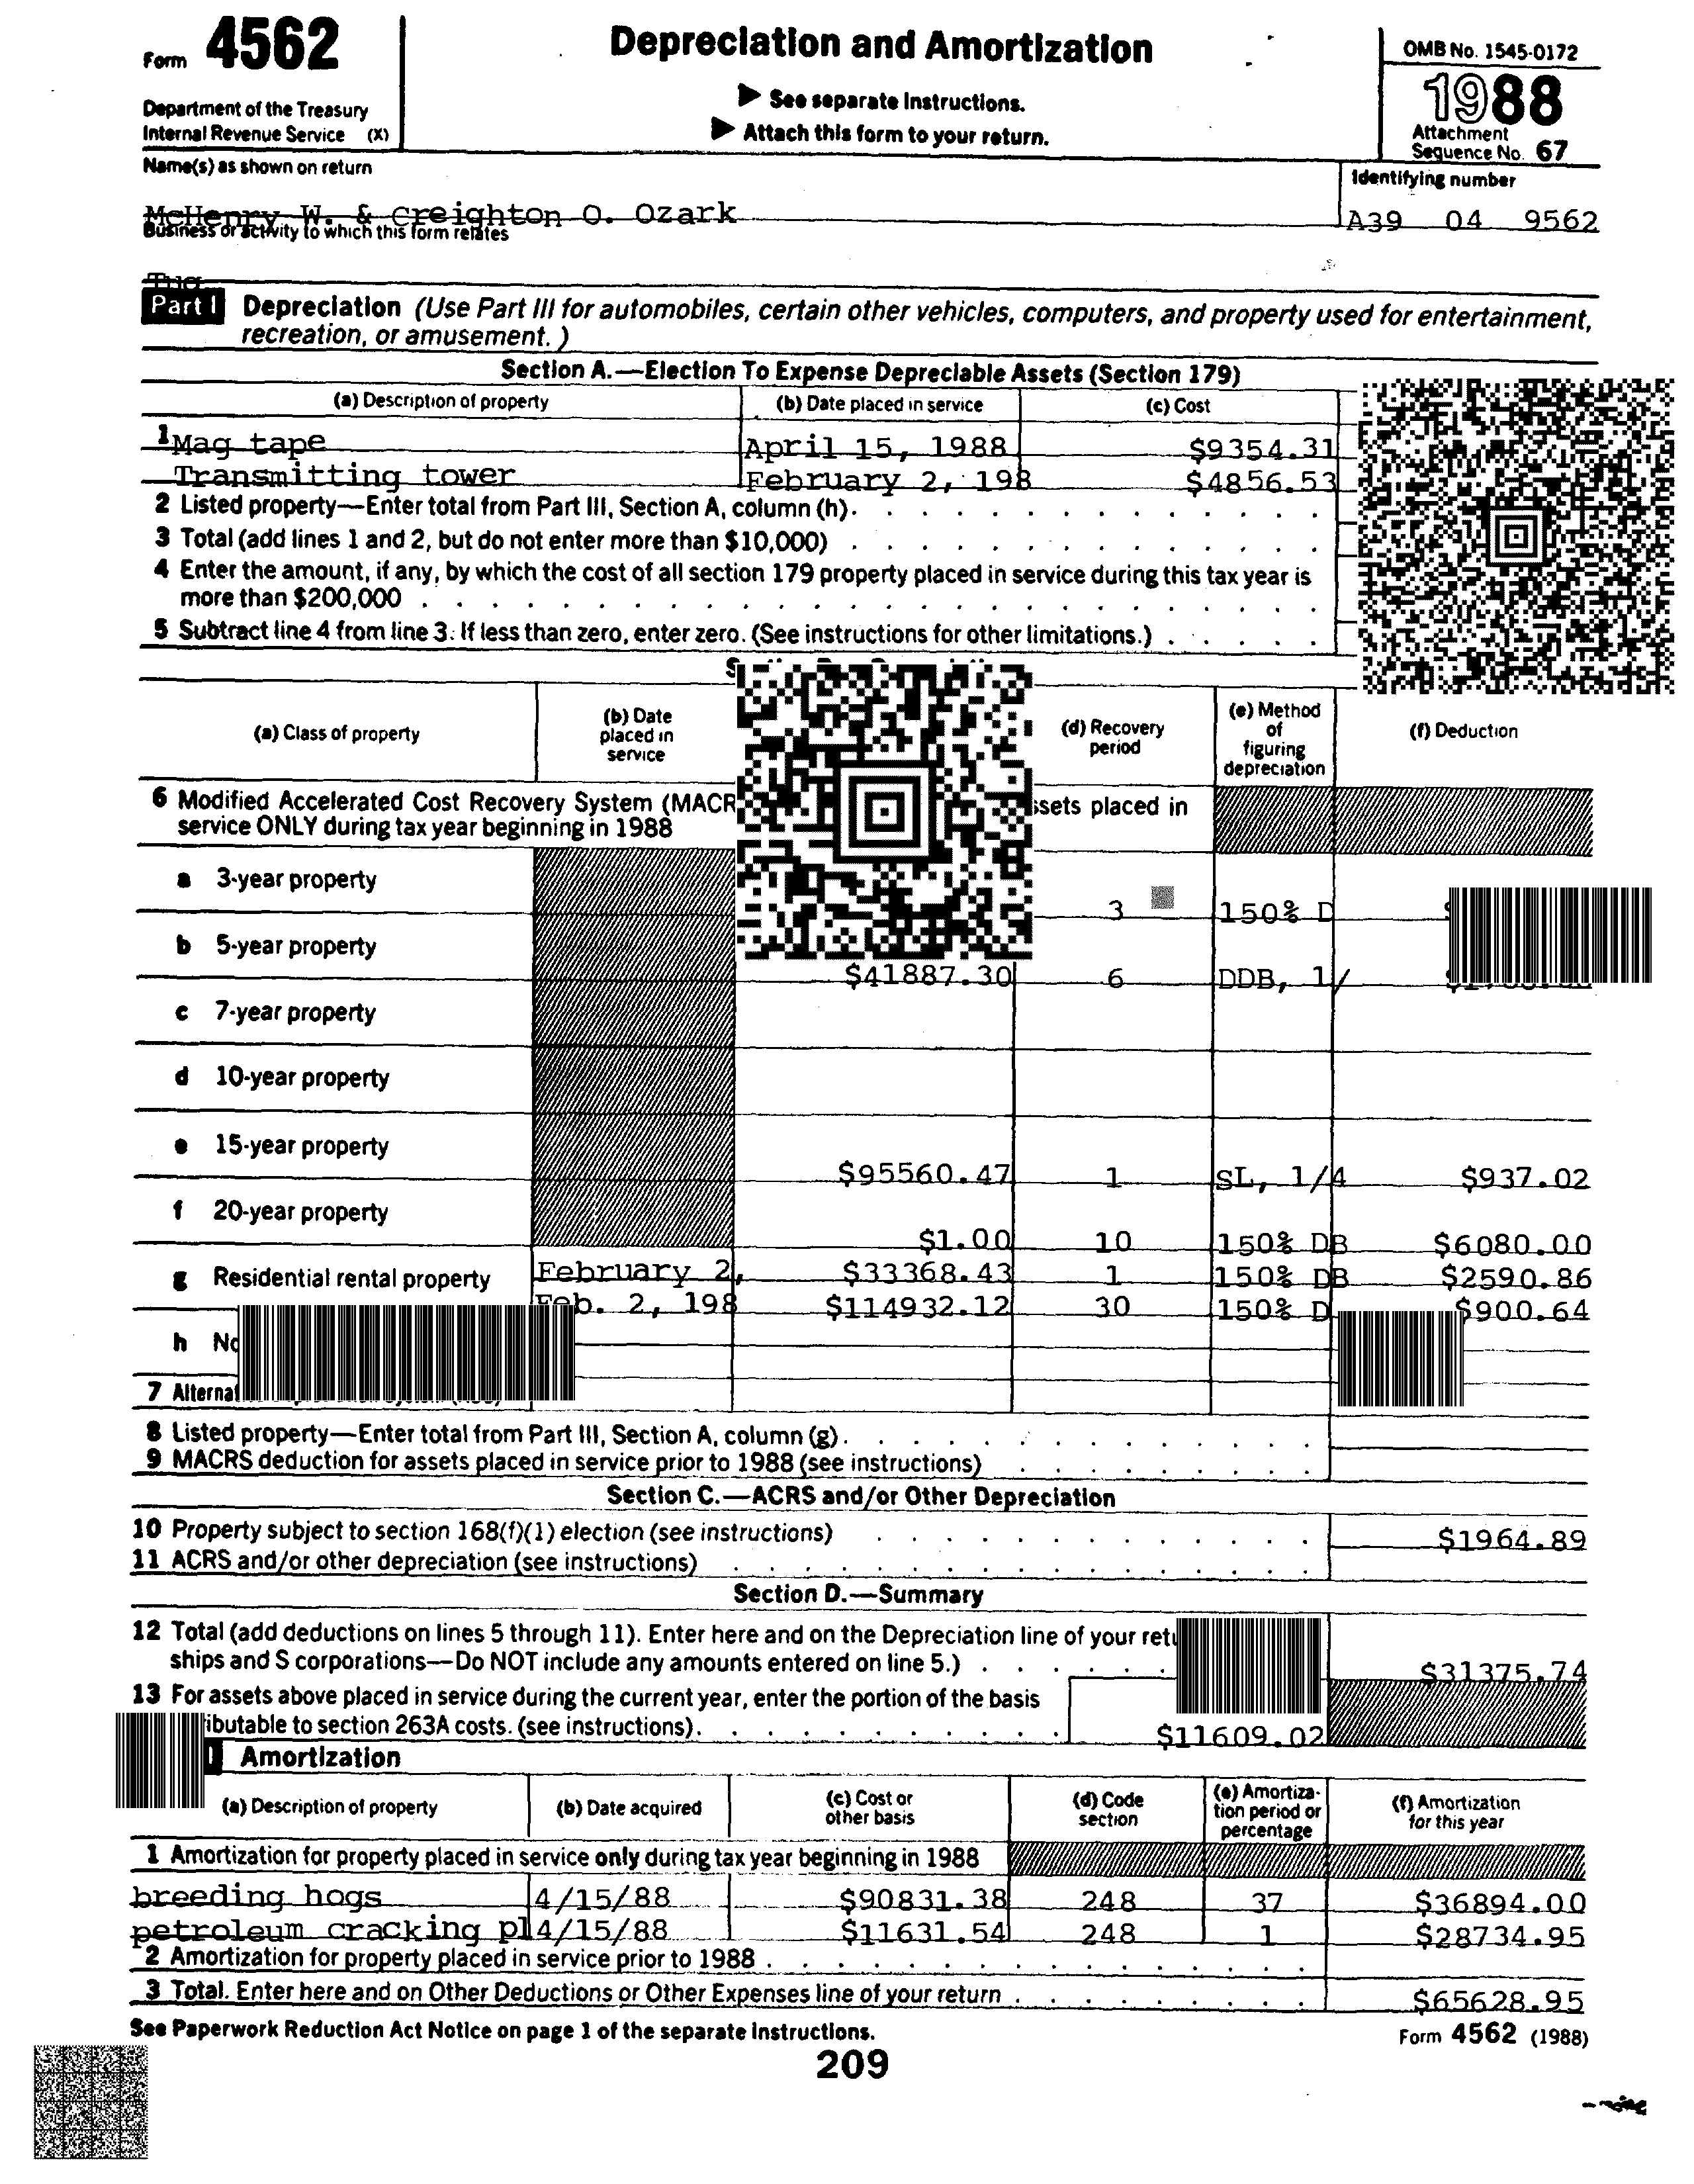 Form 4562
Depreciation and Amortization
OMB No. 1545-0172
1988
Department of the Treasury
Internal Revenue Service (X)
▶ See separate Instructions.
▶ Attach this form to your return.
Attachment
Sequence No. 67
Name(s) as shown on return
Identifying number
McHenry W. & Creighton O. Ozark
A39 04 9562
Business or activity to which this form relates
Tug
Part I Depreciation (Use Part III for automobiles, certain other vehicles, computers, and property used for entertainment,
recreation, or amusement.)
Section A.—Election To Expense Depreciable Assets (Section 179)
(a) Description of property (b) Date placed in service (c) Cost
1 Mag tape April 15, 1988 $9354.31
Transmitting tower February 2, 198 $4856.53
2 Listed property—Enter total from Part III, Section A, column (h).
3 Total (add lines 1 and 2, but do not enter more than $10,000)
4 Enter the amount, if any, by which the cost of all section 179 property placed in service during this tax year is
more than $200,000
5 Subtract line 4 from line 3. If less than zero, enter zero. (See instructions for other limitations.)
(a) Class of property (b) Date placed in service (d) Recovery period (e) Method of figuring depreciation (f) Deduction
6 Modified Accelerated Cost Recovery System (MACR ssets placed in
service ONLY during tax year beginning in 1988
a 3-year property 3 150% D
b 5-year property $41887.30 6 DDB, 1/
c 7-year property
d 10-year property
e 15-year property $95560.47 1 SL, 1/4 $937.02
f 20-year property $1.00 10 150% DB $6080.00
g Residential rental property February 2, $33368.43 1 150% DB $2590.86
Feb. 2, 198 $114932.12 30 150% D $900.64
h No
7 Alternat
8 Listed property—Enter total from Part III, Section A, column (g).
9 MACRS deduction for assets placed in service prior to 1988 (see instructions)
Section C.—ACRS and/or Other Depreciation
10 Property subject to section 168(f)(1) election (see instructions) $1964.89
11 ACRS and/or other depreciation (see instructions)
Section D.—Summary
12 Total (add deductions on lines 5 through 11). Enter here and on the Depreciation line of your retu
ships and S corporations—Do NOT include any amounts entered on line 5.) $31375.74
13 For assets above placed in service during the current year, enter the portion of the basis
ibutable to section 263A costs. (see instructions). $11609.02
Amortization
(a) Description of property (b) Date acquired (c) Cost or other basis (d) Code section (e) Amortization period or percentage (f) Amortization for this year
1 Amortization for property placed in service only during tax year beginning in 1988
breeding hogs 4/15/88 $90831.38 248 37 $36894.00
petroleum cracking pl 4/15/88 $11631.54 248 1 $28734.95
2 Amortization for property placed in service prior to 1988
3 Total. Enter here and on Other Deductions or Other Expenses line of your return $65628.95
See Paperwork Reduction Act Notice on page 1 of the separate Instructions.
Form 4562 (1988)
209